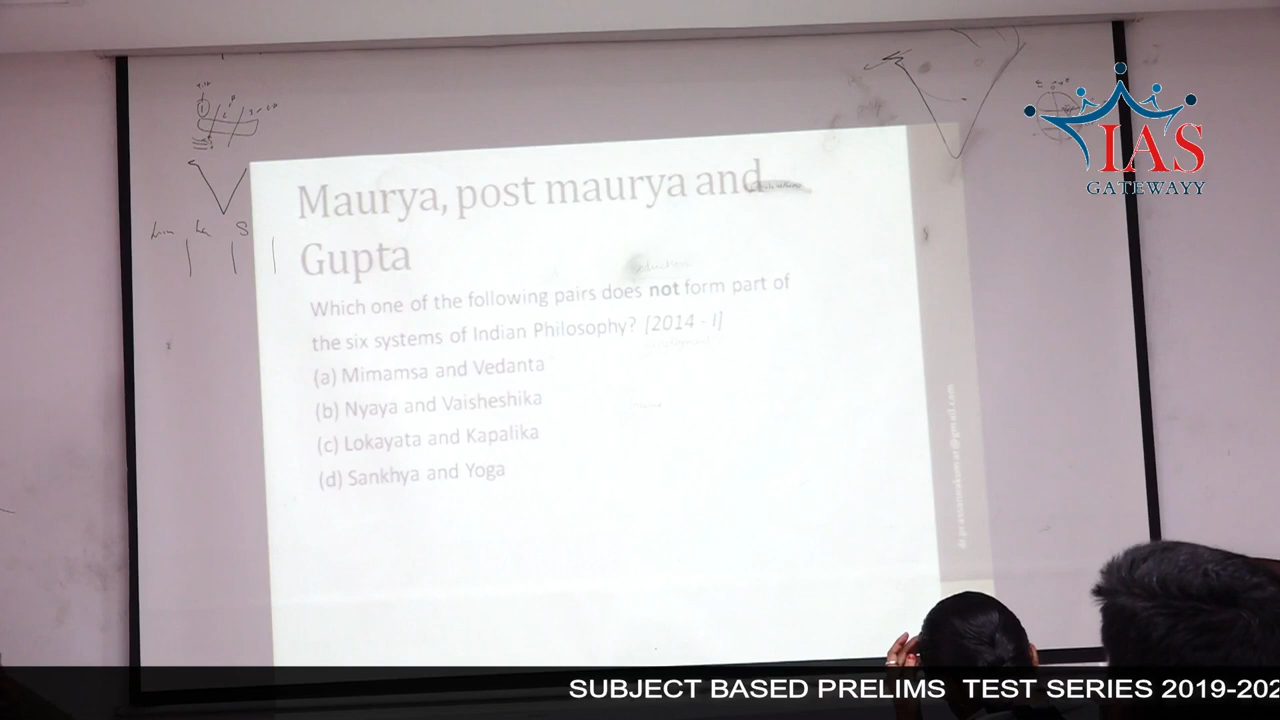 IAS
GATEWAYY
Maurya, post maurya and
Gupta
Which one of the following pairs does not form part of
the six systems of Indian Philosophy? [2014 - I]
(a) Mimamsa and Vedanta
(b) Nyaya and Vaisheshika
(c) Lokayata and Kapalika
(d) Sankhya and Yoga
SUBJECT BASED PRELIMS TEST SERIES 2019-202